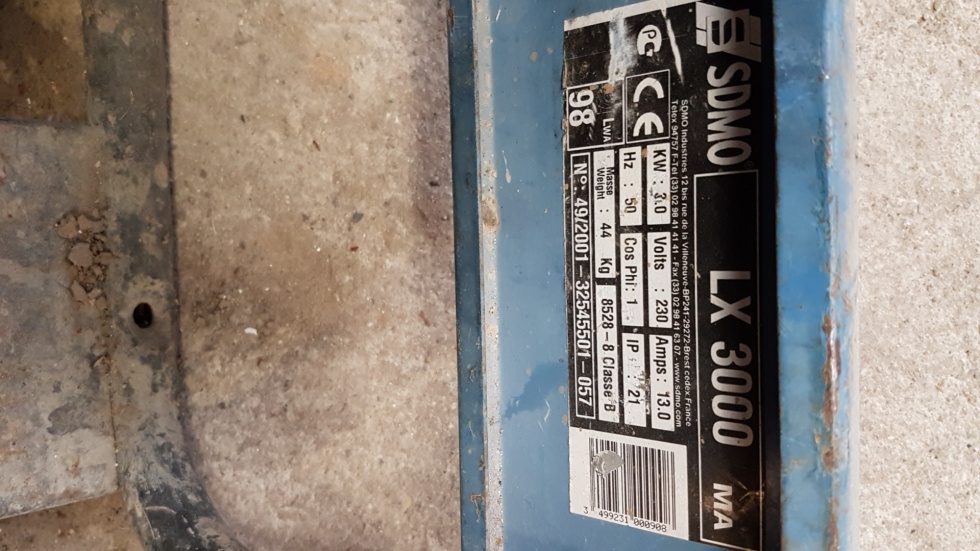 SDMO
LX 3000 MA
SDMO Industries 12 bis rue de la Villeneuve-BP241-29272-Brest cedex France
Telex 94757 F-Tel (33) 02 98 41 41 41 - Fax (33) 02 98 41 63 07 - www.sdmo.com
PG CE
KW : 3.0 Volts : 230 Amps : 13.0
Hz : 50 Cos Phi : 1 IP : 21
LWA
98
Masse
Weight : 44 Kg 8528-8 Classe B
N°. 49/2001-32545501-057
3 499231 000908